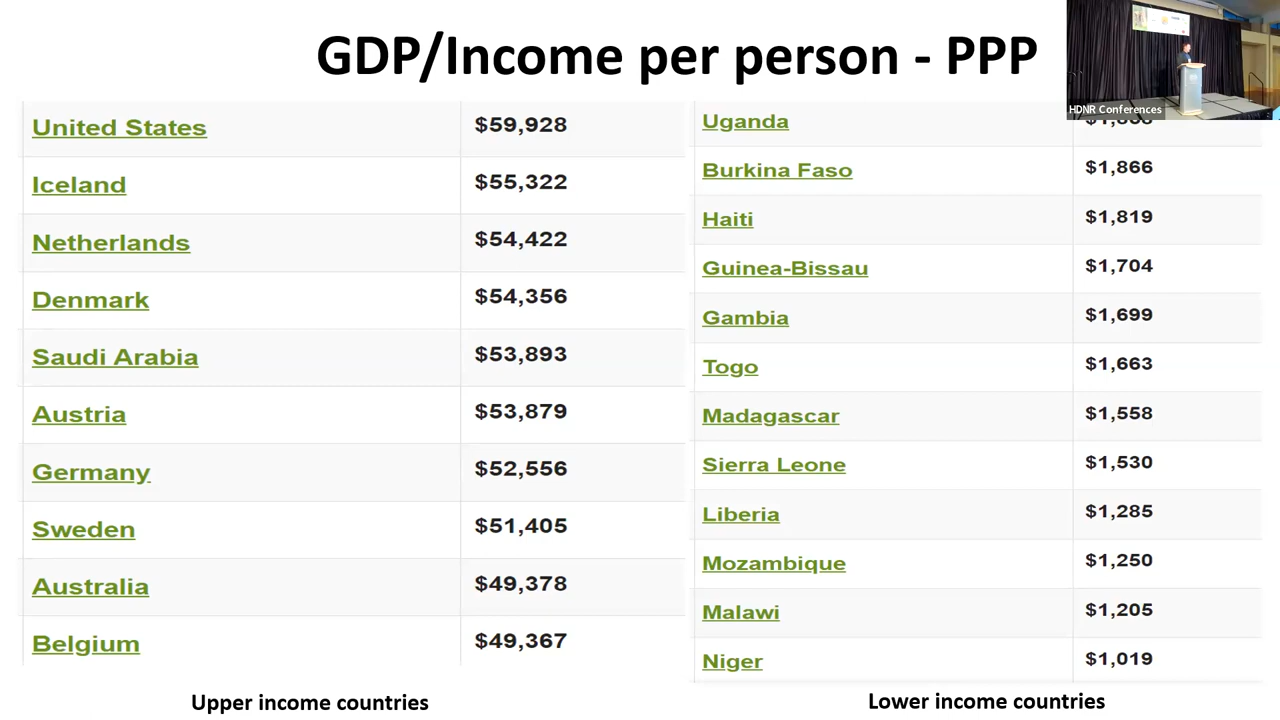 GDP/Income per person - PPP
HDNR Conferences
United States $59,928
Iceland $55,322
Netherlands $54,422
Denmark $54,356
Saudi Arabia $53,893
Austria $53,879
Germany $52,556
Sweden $51,405
Australia $49,378
Belgium $49,367
Upper income countries
Uganda
Burkina Faso $1,866
Haiti $1,819
Guinea-Bissau $1,704
Gambia $1,699
Togo $1,663
Madagascar $1,558
Sierra Leone $1,530
Liberia $1,285
Mozambique $1,250
Malawi $1,205
Niger $1,019
Lower income countries